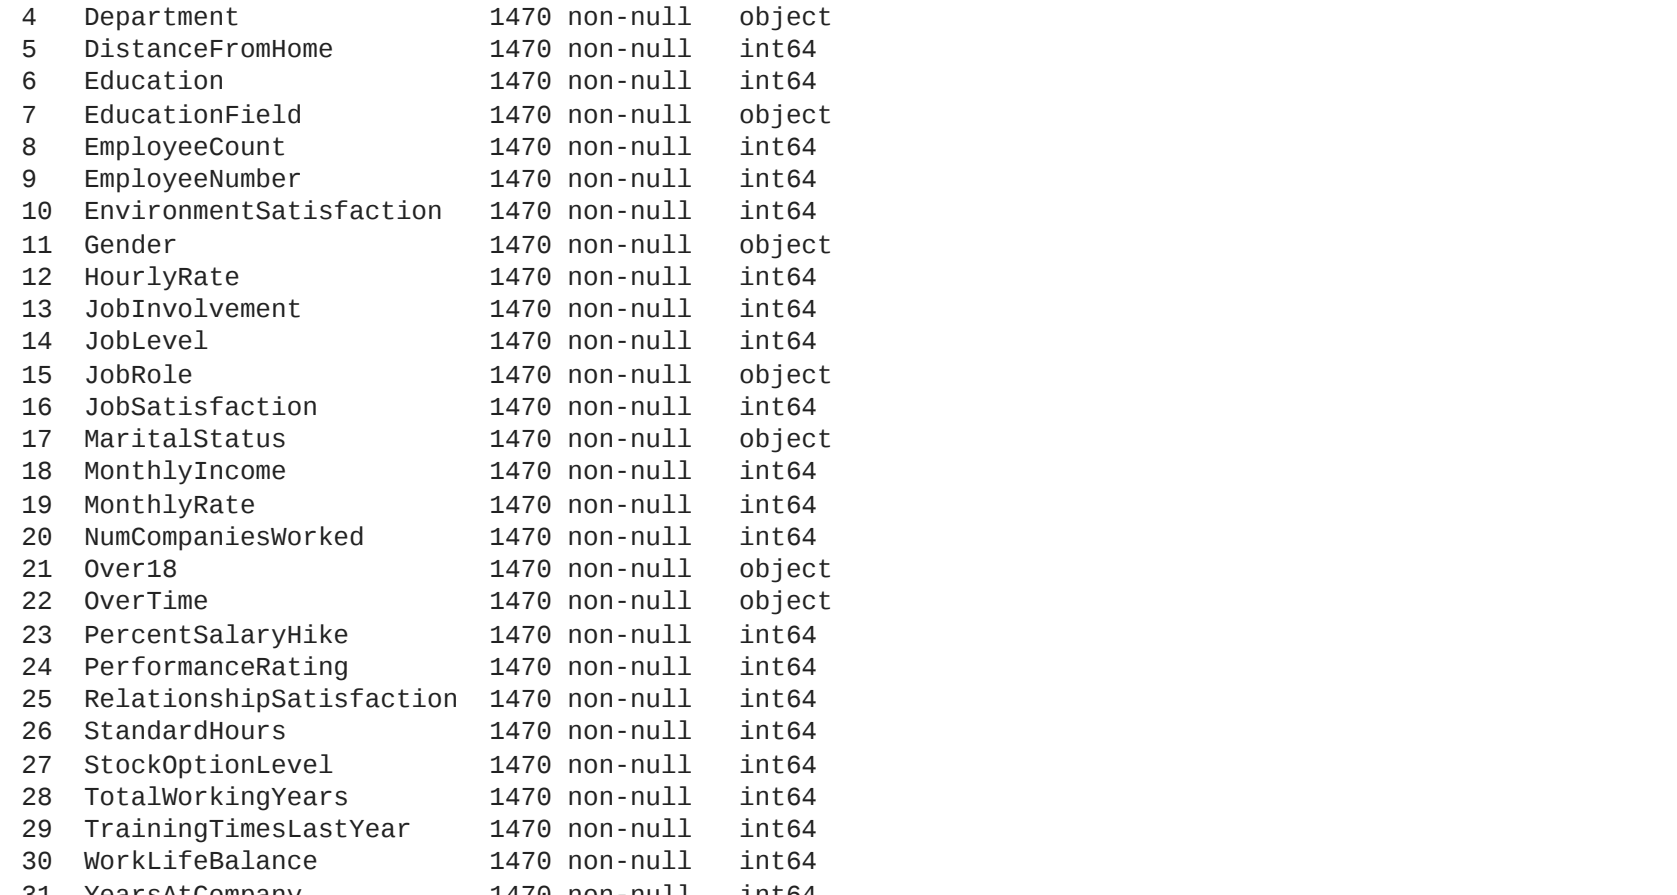 4   Department                1470 non-null   object
5   DistanceFromHome          1470 non-null   int64
6   Education                 1470 non-null   int64
7   EducationField            1470 non-null   object
8   EmployeeCount             1470 non-null   int64
9   EmployeeNumber            1470 non-null   int64
10  EnvironmentSatisfaction   1470 non-null   int64
11  Gender                    1470 non-null   object
12  HourlyRate                1470 non-null   int64
13  JobInvolvement            1470 non-null   int64
14  JobLevel                  1470 non-null   int64
15  JobRole                   1470 non-null   object
16  JobSatisfaction           1470 non-null   int64
17  MaritalStatus             1470 non-null   object
18  MonthlyIncome             1470 non-null   int64
19  MonthlyRate               1470 non-null   int64
20  NumCompaniesWorked        1470 non-null   int64
21  Over18                    1470 non-null   object
22  OverTime                  1470 non-null   object
23  PercentSalaryHike         1470 non-null   int64
24  PerformanceRating         1470 non-null   int64
25  RelationshipSatisfaction  1470 non-null   int64
26  StandardHours             1470 non-null   int64
27  StockOptionLevel          1470 non-null   int64
28  TotalWorkingYears         1470 non-null   int64
29  TrainingTimesLastYear     1470 non-null   int64
30  WorkLifeBalance           1470 non-null   int64
31  YearsAtCompany            1470 non-null   int64